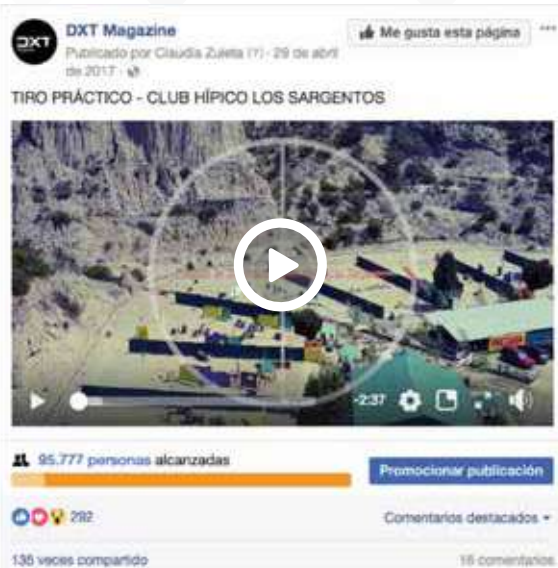 DXT
DXT Magazine
Me gusta esta página
Publicado por Claudia Zuleta [?] · 29 de abril
de 2017 ·
TIRO PRÁCTICO - CLUB HÍPICO LOS SARGENTOS
-2:37
95.777 personas alcanzadas
Promocionar publicación
292
Comentarios destacados
135 veces compartido
16 comentarios